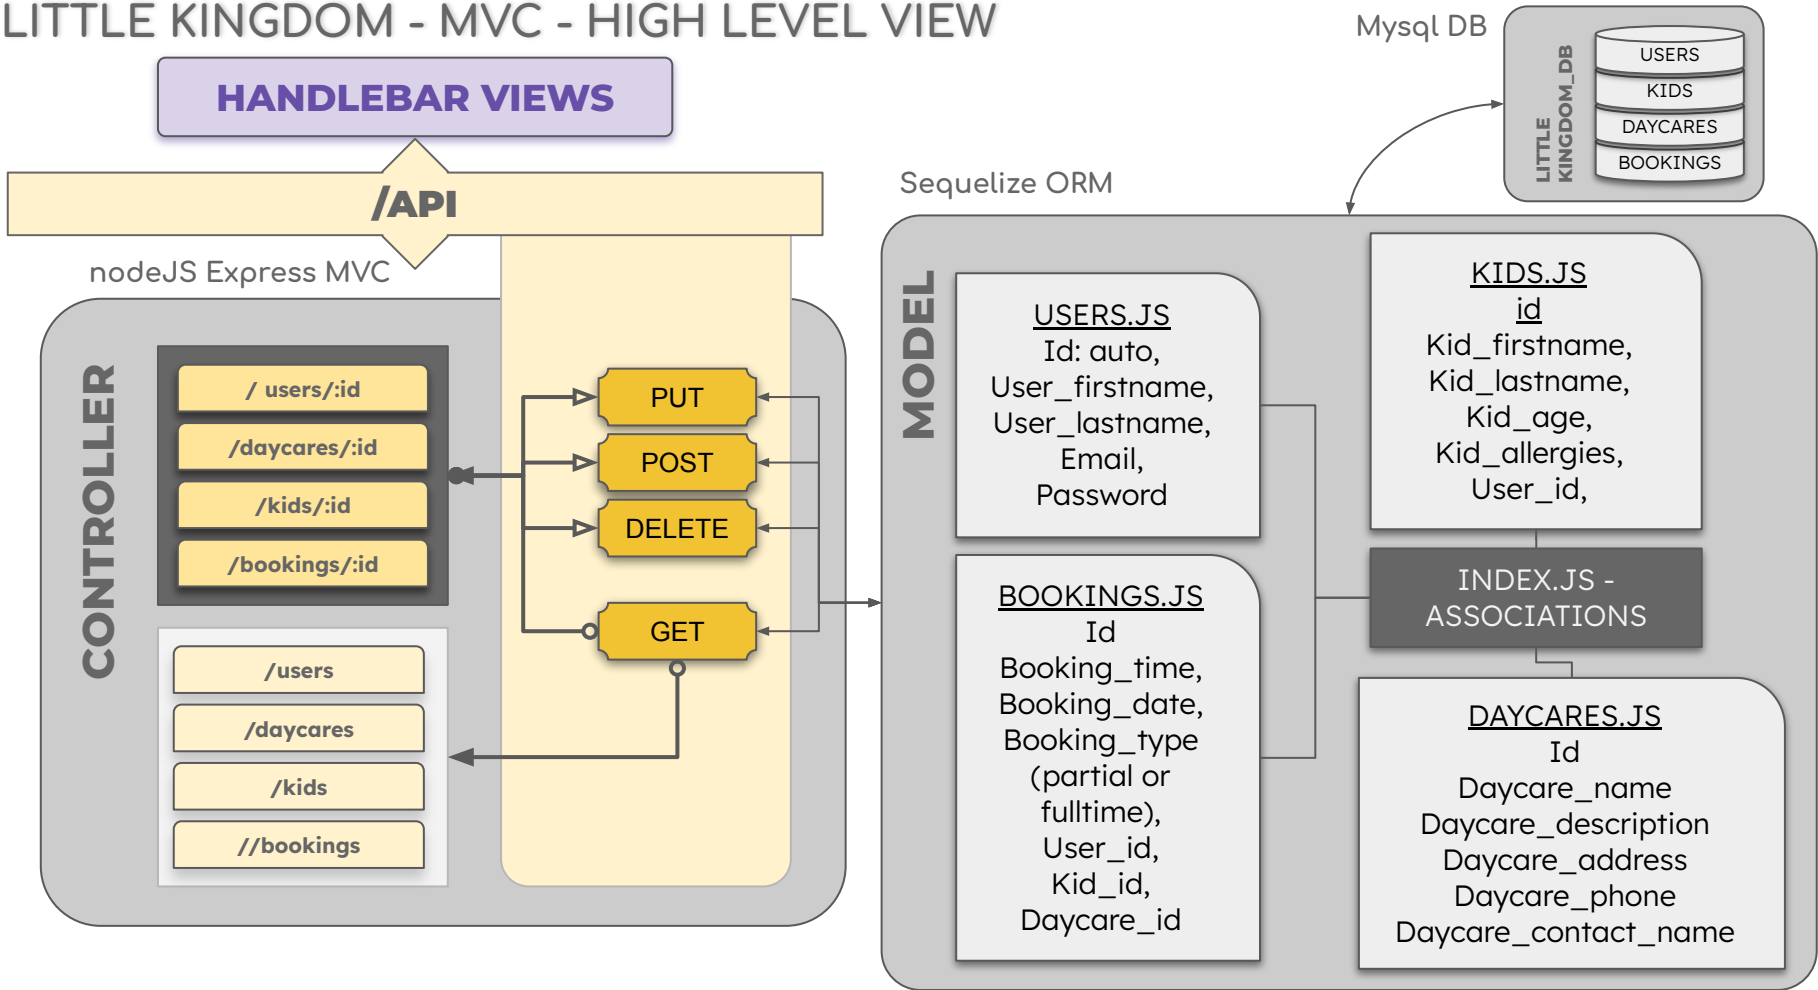 LITTLE KINGDOM - MVC - HIGH LEVEL VIEW
HANDLEBAR VIEWS
/API
nodeJS Express MVC
CONTROLLER
/ users/:id
/daycares/:id
/kids/:id
/bookings/:id
/users
/daycares
/kids
//bookings
PUT
POST
DELETE
GET
Mysql DB
LITTLE
KINGDOM_DB
USERS
KIDS
DAYCARES
BOOKINGS
Sequelize ORM
MODEL
USERS.JS
Id: auto,
User_firstname,
User_lastname,
Email,
Password
BOOKINGS.JS
Id
Booking_time,
Booking_date,
Booking_type
(partial or
fulltime),
User_id,
Kid_id,
Daycare_id
KIDS.JS
id
Kid_firstname,
Kid_lastname,
Kid_age,
Kid_allergies,
User_id,
INDEX.JS -
ASSOCIATIONS
DAYCARES.JS
Id
Daycare_name
Daycare_description
Daycare_address
Daycare_phone
Daycare_contact_name